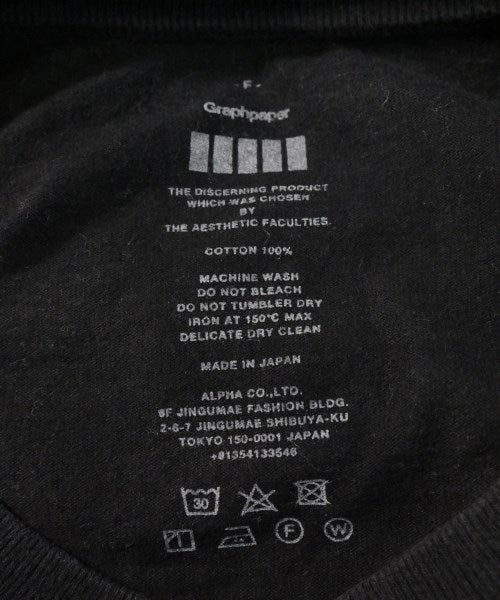 F
Graphpaper
THE DISCERNING PRODUCT
WHICH WAS CHOSEN
BY
THE AESTHETIC FACULTIES.
COTTON 100%
MACHINE WASH
DO NOT BLEACH
DO NOT TUMBLER DRY
IRON AT 150℃ MAX
DELICATE DRY CLEAN
MADE IN JAPAN
ALPHA CO.,LTD.
6F JINGUMAE FASHION BLDG.
2-6-7 JINGUMAE SHIBUYA-KU
TOKYO 150-0001 JAPAN
+81354133546
30
F W